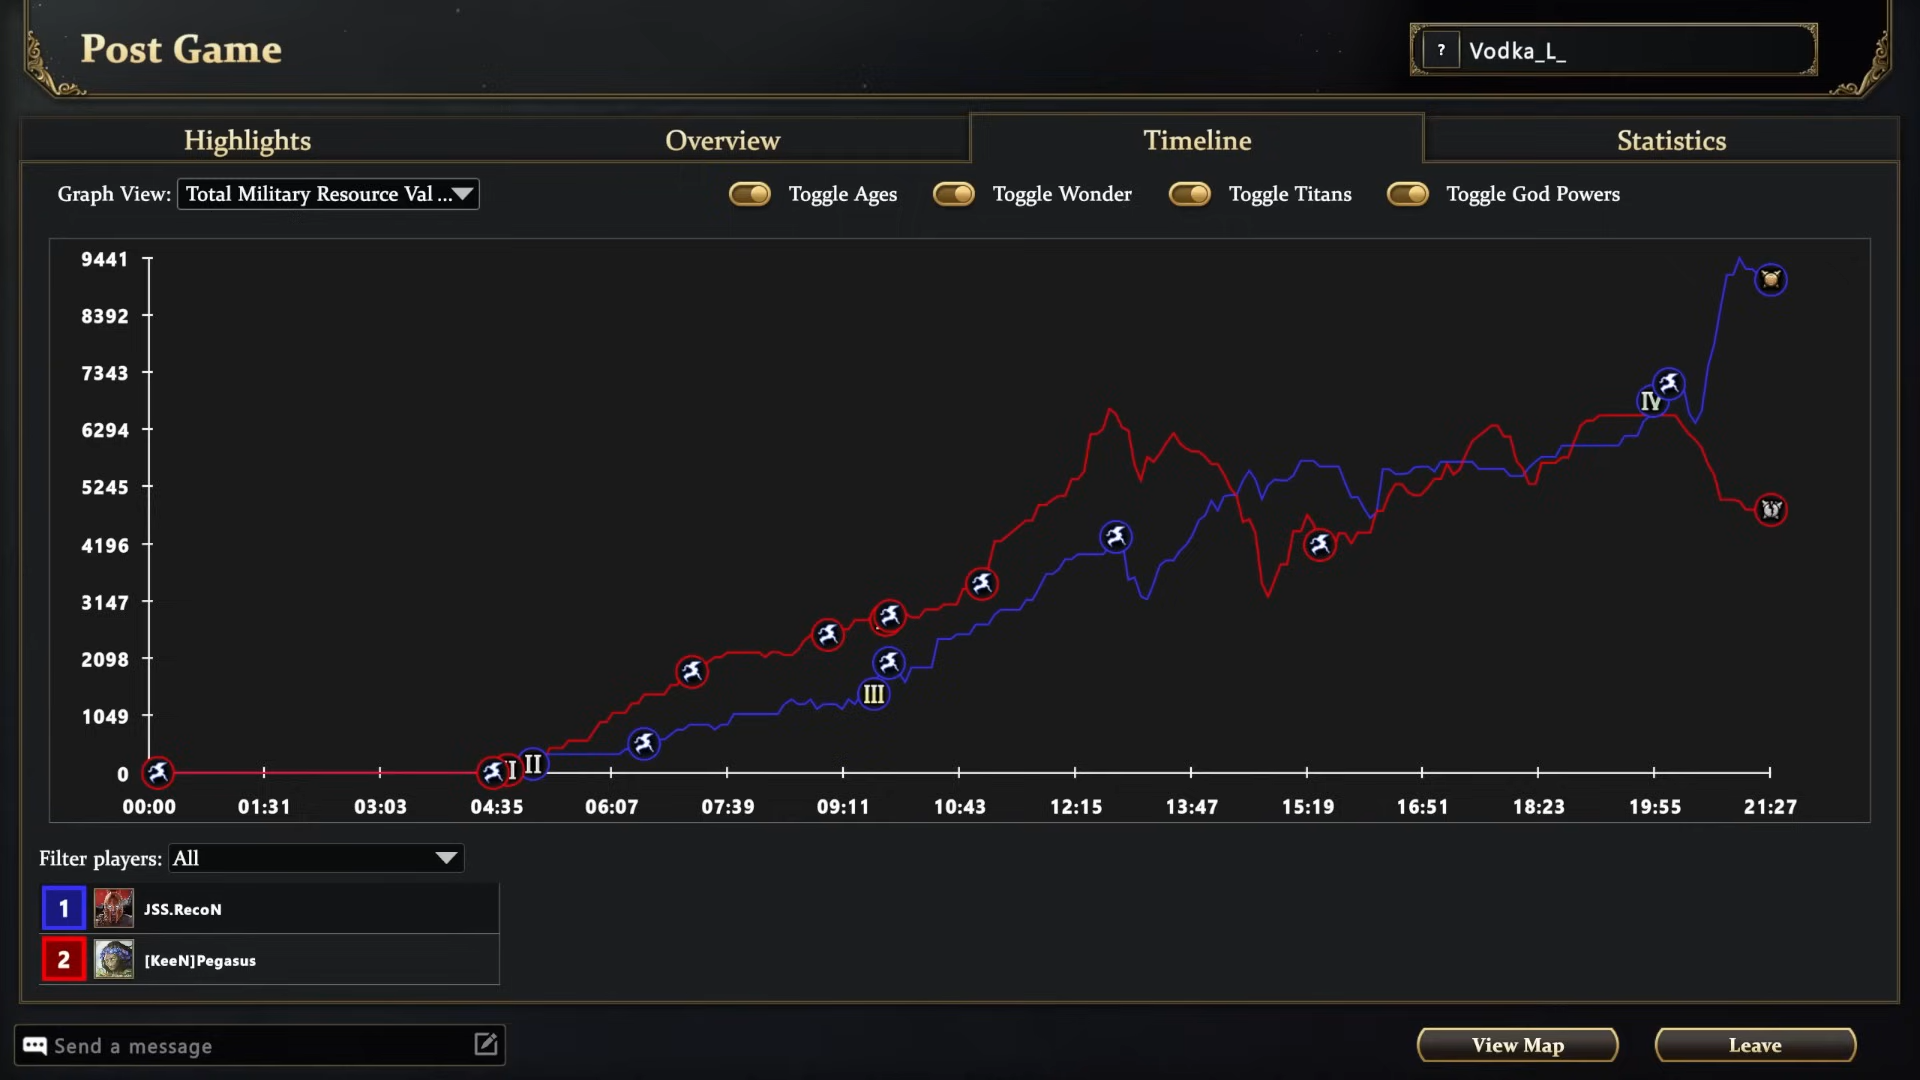 Post Game
? Vodka_L_
Highlights Overview Timeline Statistics
Graph View: Total Military Resource Val ... Toggle Ages Toggle Wonder Toggle Titans Toggle God Powers
9441
8392
7343
6294
5245
4196
3147
2098
1049
0
IV
III
I II
00:00 01:31 03:03 04:35 06:07 07:39 09:11 10:43 12:15 13:47 15:19 16:51 18:23 19:55 21:27
Filter players: All
1 JSS.RecoN
2 [KeeN]Pegasus
Send a message View Map Leave